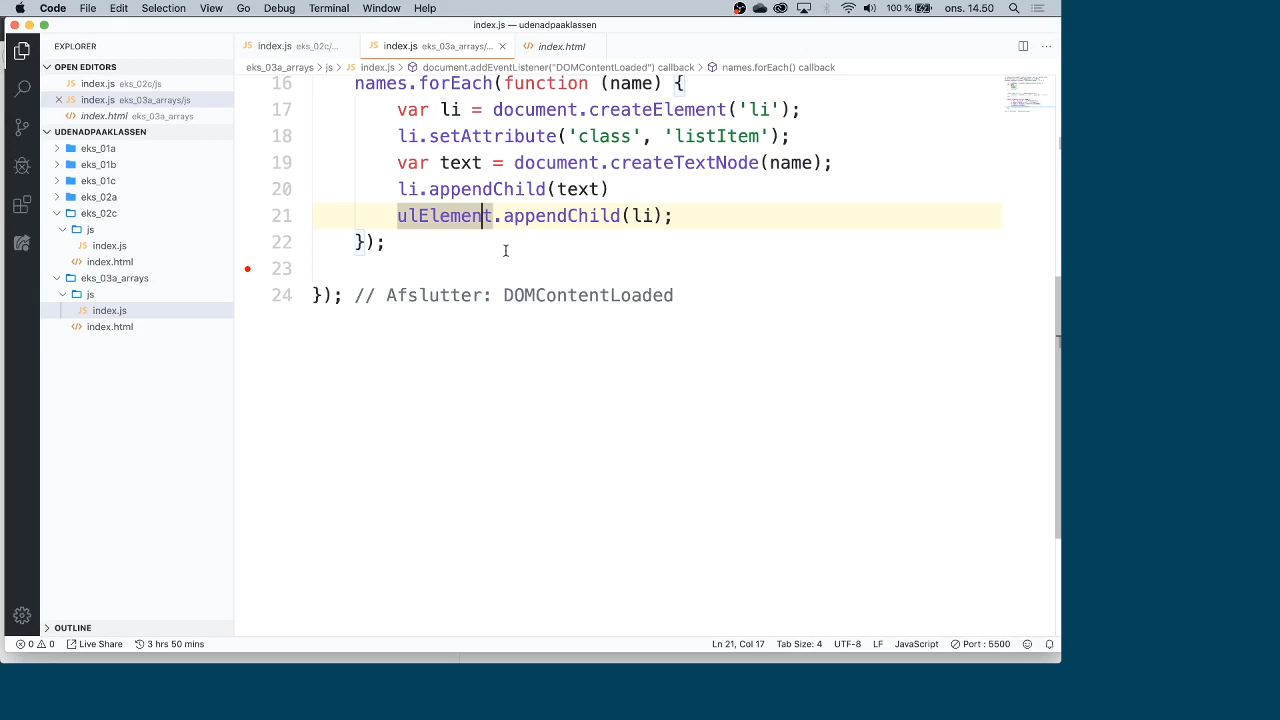 Code File Edit Selection View Go Debug Terminal Window Help 100 % ons. 14.50
index.js — udenadpaaklassen
EXPLORER
OPEN EDITORS
index.js eks_02c/js
index.js eks_03a_arrays/js
index.html eks_03a_arrays
UDENADPAAKLASSEN
eks_01a
eks_01b
eks_01c
eks_02a
eks_02c
js
index.js
index.html
eks_03a_arrays
js
index.js
index.html
OUTLINE
index.js eks_02c/... index.js eks_03a_arrays/... index.html
eks_03a_arrays › js › index.js › document.addEventListener("DOMContentLoaded") callback › names.forEach() callback
16 names.forEach(function (name) {
17 var li = document.createElement('li');
18 li.setAttribute('class', 'listItem');
19 var text = document.createTextNode(name);
20 li.appendChild(text)
21 ulElement.appendChild(li);
22 });
23
24 }); // Afslutter: DOMContentLoaded
0 0 Live Share 3 hrs 50 mins Ln 21, Col 17 Tab Size: 4 UTF-8 LF JavaScript Port : 5500